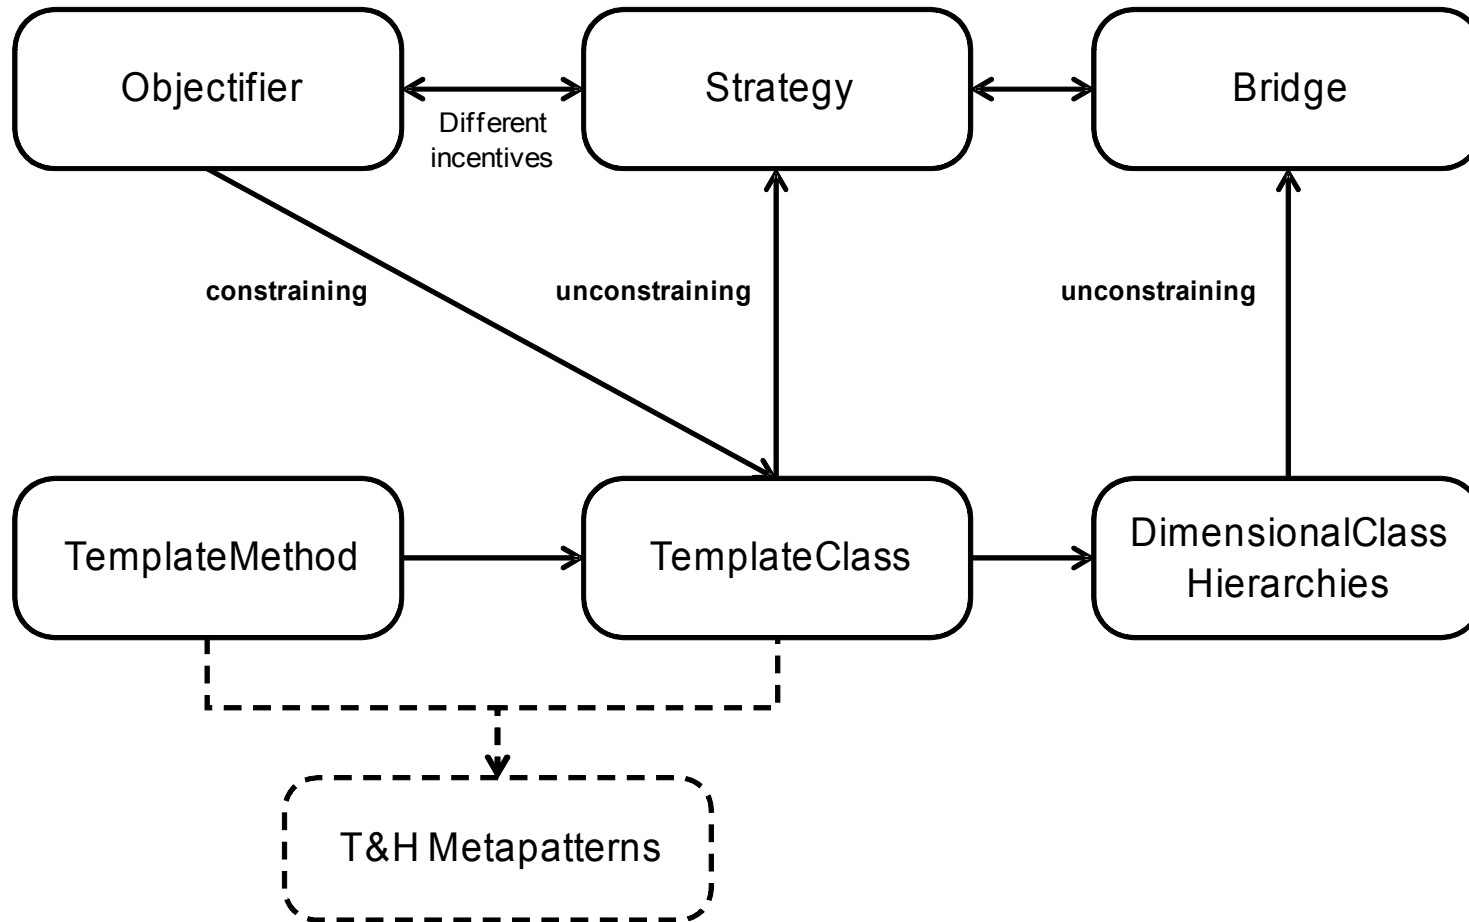 Objectifier
Strategy
Bridge
Different
incentives
constraining
unconstraining
unconstraining
TemplateMethod
TemplateClass
DimensionalClass
Hierarchies
T&H Metapatterns